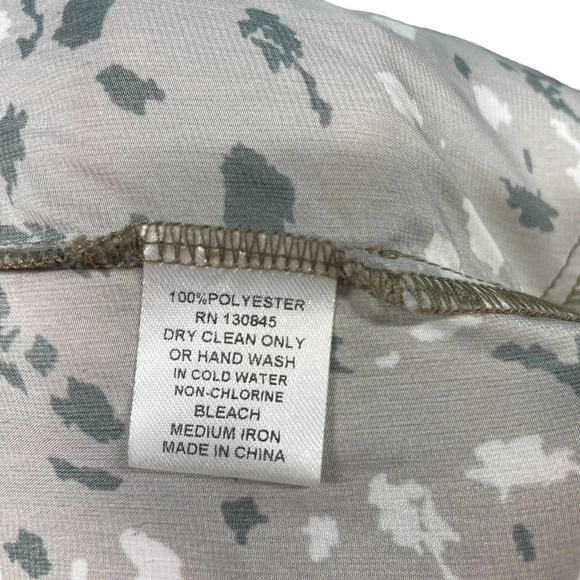 100%POLYESTER
RN 130845
DRY CLEAN ONLY
OR HAND WASH
IN COLD WATER
NON-CHLORINE
BLEACH
MEDIUM IRON
MADE IN CHINA